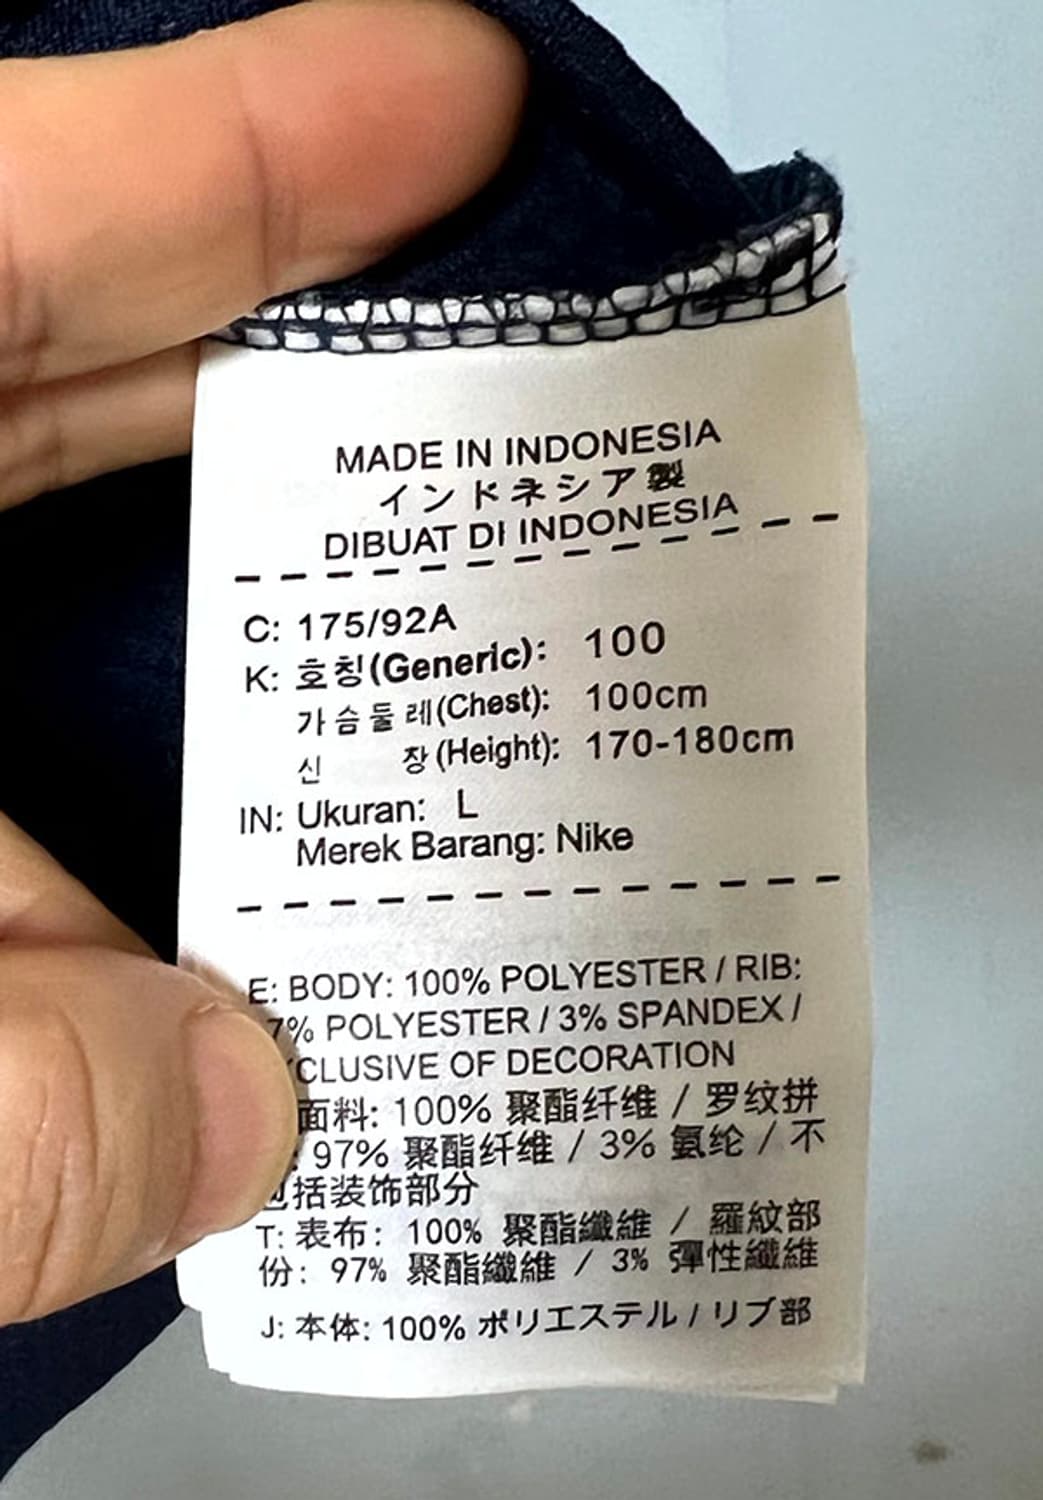 MADE IN INDONESIA
インドネシア製
DIBUAT DI INDONESIA
C: 175/92A
K: 호칭(Generic): 100
가슴둘레(Chest): 100cm
신 장(Height): 170-180cm
IN: Ukuran: L
Merek Barang: Nike
E: BODY: 100% POLYESTER / RIB:
7% POLYESTER / 3% SPANDEX /
CLUSIVE OF DECORATION
面料: 100% 聚酯纤维 / 罗纹拼
: 97% 聚酯纤维 / 3% 氨纶 / 不
括装饰部分
T: 表布: 100% 聚酯纖維 / 羅紋部
份: 97% 聚酯纖維 / 3% 彈性纖維
J: 本体: 100% ポリエステル / リブ部